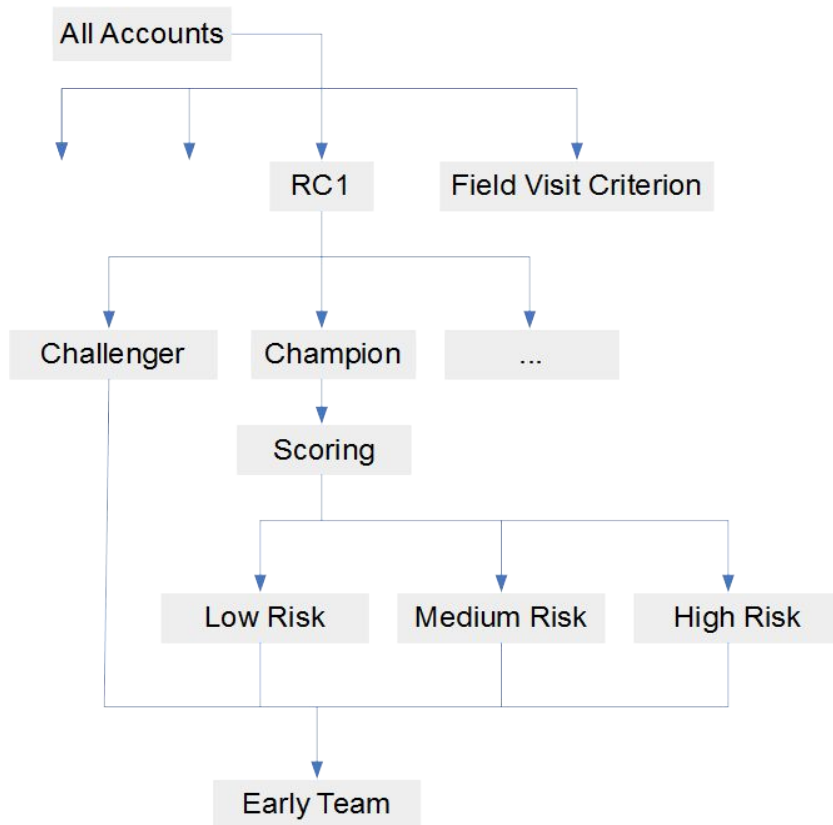 All Accounts
RC1
Field Visit Criterion
Challenger
Champion
...
Scoring
Low Risk
Medium Risk
High Risk
Early Team